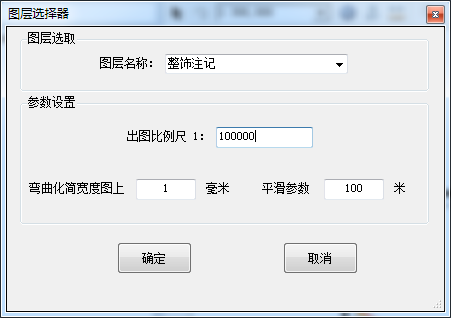 图层选择器
图层选取
图层名称： 整饰注记
参数设置
出图比例尺 1： 100000
弯曲化简宽度图上 1 毫米 平滑参数 100 米
确定 取消